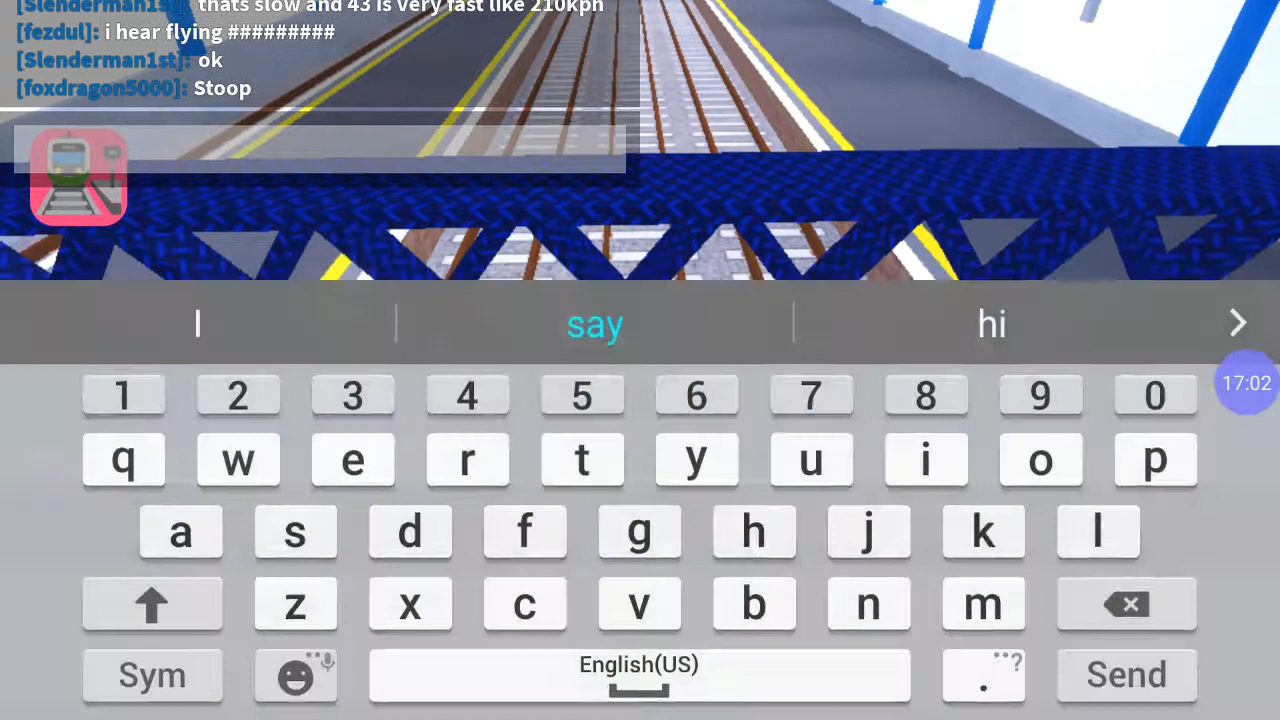 [Slenderman1st]: thats slow and 43 is very fast like 210kph
[fezdul]: i hear flying #########
[Slenderman1st]: ok
[foxdragon5000]: Stoop
I say hi
17:02
1 2 3 4 5 6 7 8 9 0
q w e r t y u i o p
a s d f g h j k l
z x c v b n m
Sym English(US) . ? Send